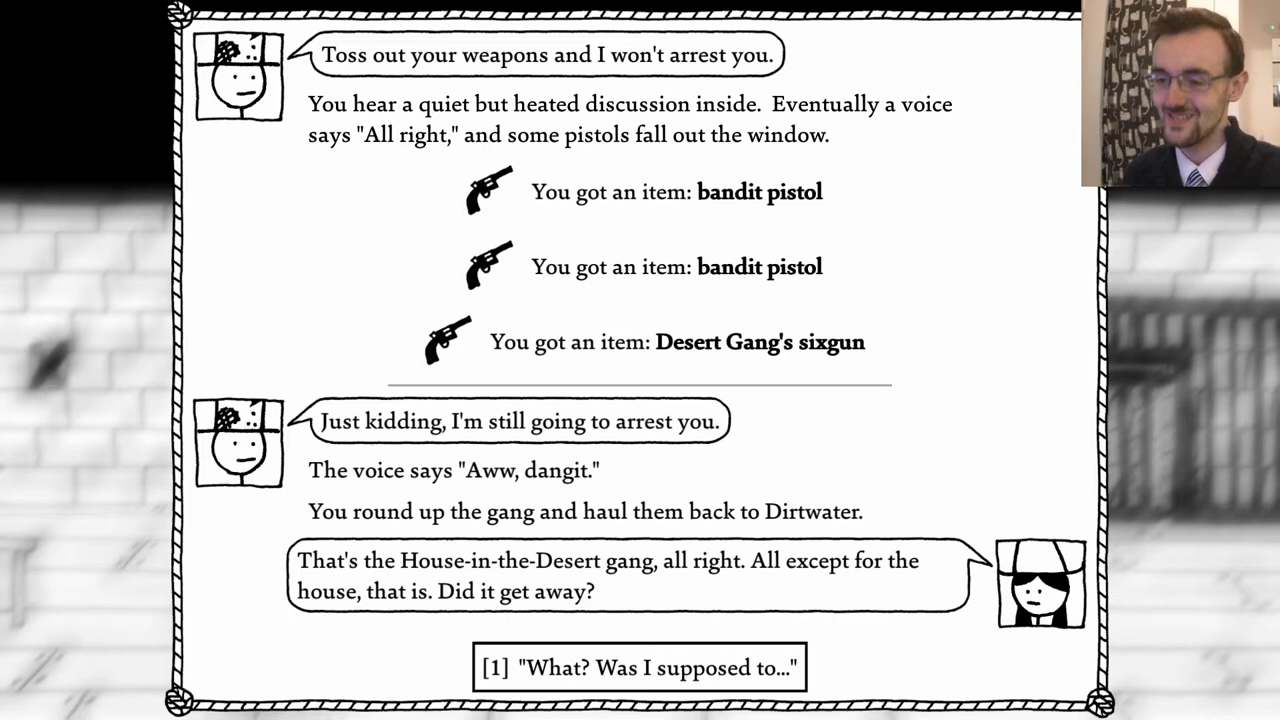 Toss out your weapons and I won't arrest you.
You hear a quiet but heated discussion inside. Eventually a voice
says "All right," and some pistols fall out the window.
You got an item: bandit pistol
You got an item: bandit pistol
You got an item: Desert Gang's sixgun
Just kidding, I'm still going to arrest you.
The voice says "Aww, dangit."
You round up the gang and haul them back to Dirtwater.
That's the House-in-the-Desert gang, all right. All except for the
house, that is. Did it get away?
[1] "What? Was I supposed to..."